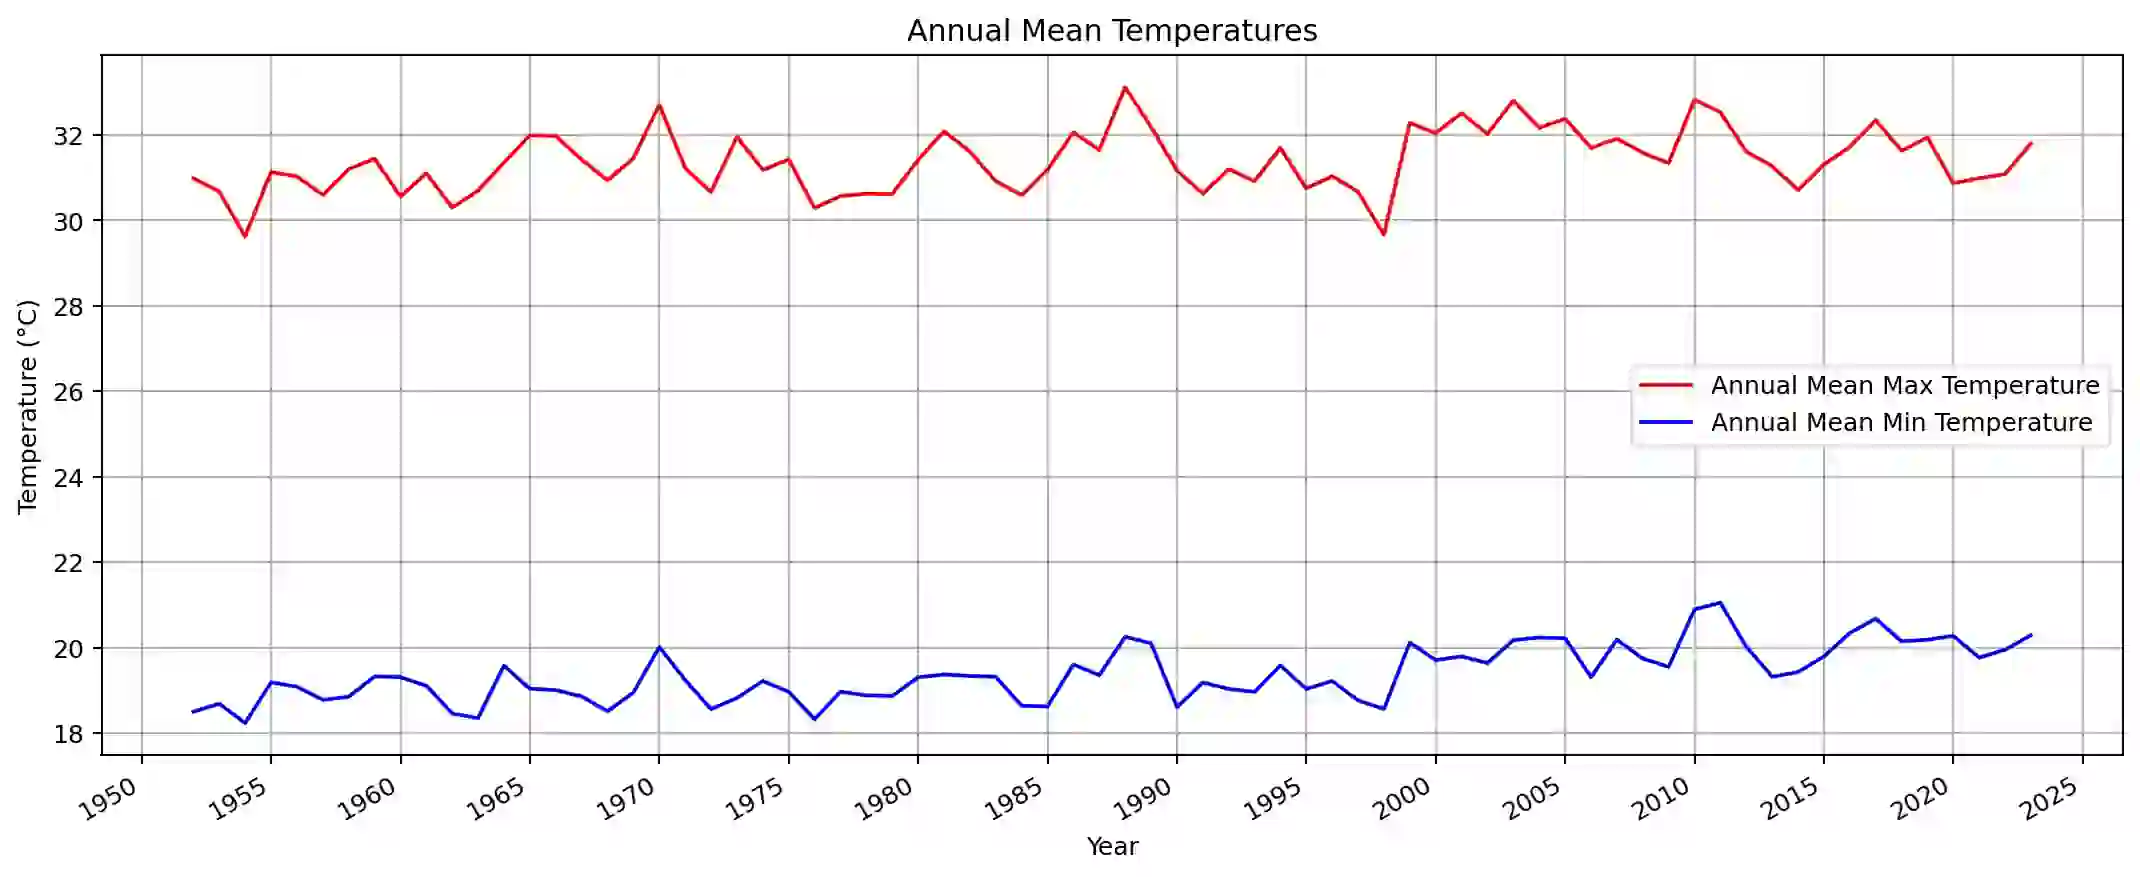 Annual Mean Temperatures
Temperature (°C)
32
30
28
26
24
22
20
18
Annual Mean Max Temperature
Annual Mean Min Temperature
1950 1955 1960 1965 1970 1975 1980 1985 1990 1995 2000 2005 2010 2015 2020 2025
Year